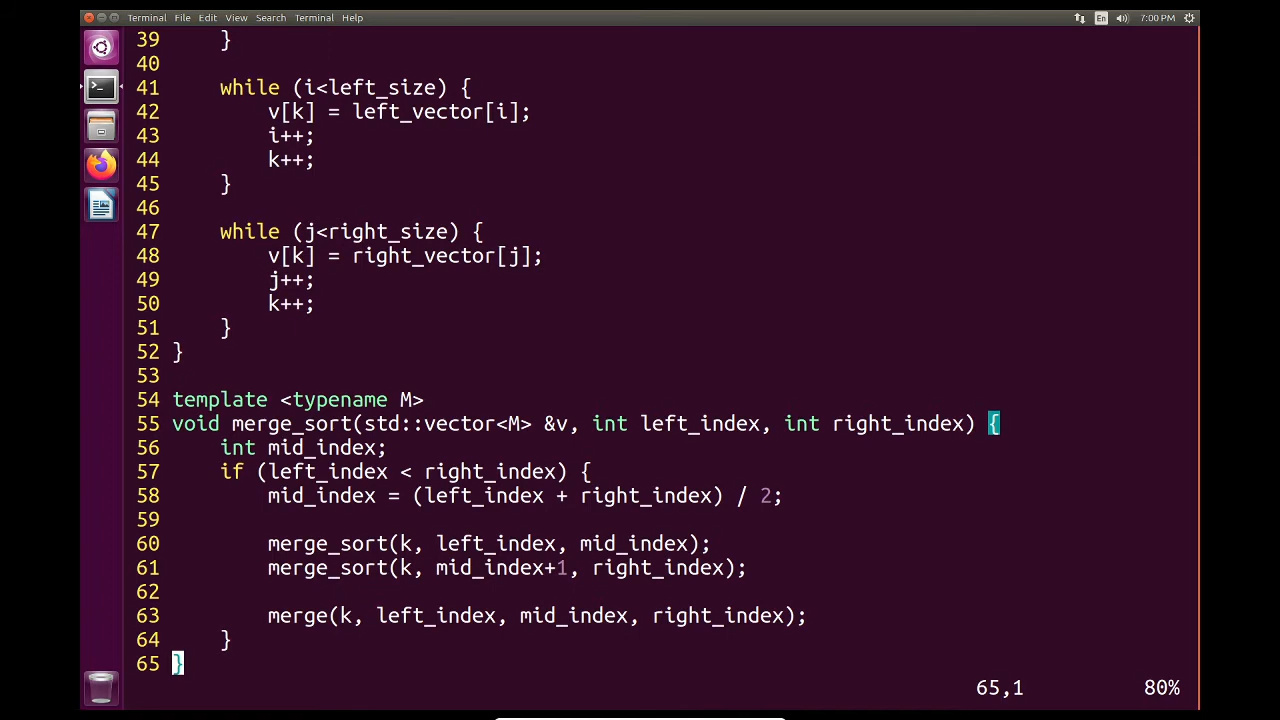 Terminal File Edit View Search Terminal Help En 7:00 PM
39 }
40
41 while (i<left_size) {
42 v[k] = left_vector[i];
43 i++;
44 k++;
45 }
46
47 while (j<right_size) {
48 v[k] = right_vector[j];
49 j++;
50 k++;
51 }
52 }
53
54 template <typename M>
55 void merge_sort(std::vector<M> &v, int left_index, int right_index) {
56 int mid_index;
57 if (left_index < right_index) {
58 mid_index = (left_index + right_index) / 2;
59
60 merge_sort(k, left_index, mid_index);
61 merge_sort(k, mid_index+1, right_index);
62
63 merge(k, left_index, mid_index, right_index);
64 }
65 }
65,1 80%